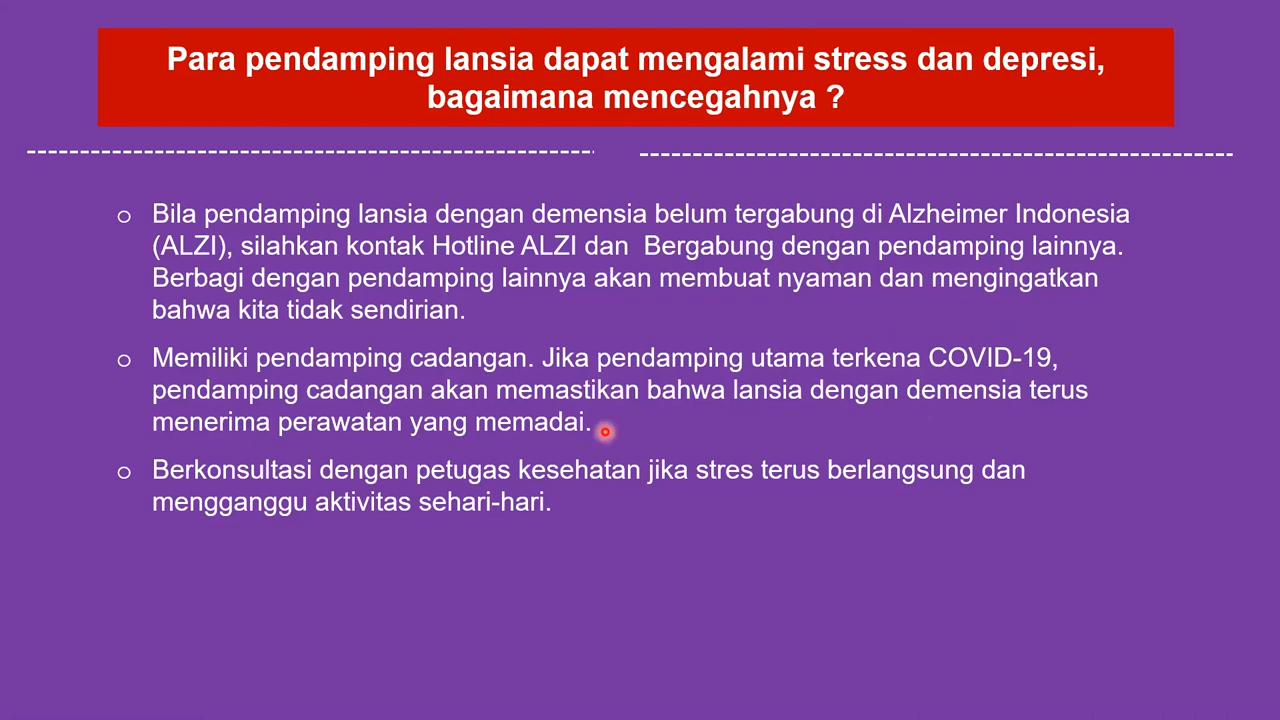 Para pendamping lansia dapat mengalami stress dan depresi,
bagaimana mencegahnya ?
o Bila pendamping lansia dengan demensia belum tergabung di Alzheimer Indonesia
(ALZI), silahkan kontak Hotline ALZI dan  Bergabung dengan pendamping lainnya.
Berbagi dengan pendamping lainnya akan membuat nyaman dan mengingatkan
bahwa kita tidak sendirian.
o Memiliki pendamping cadangan. Jika pendamping utama terkena COVID-19,
pendamping cadangan akan memastikan bahwa lansia dengan demensia terus
menerima perawatan yang memadai.
o Berkonsultasi dengan petugas kesehatan jika stres terus berlangsung dan
mengganggu aktivitas sehari-hari.